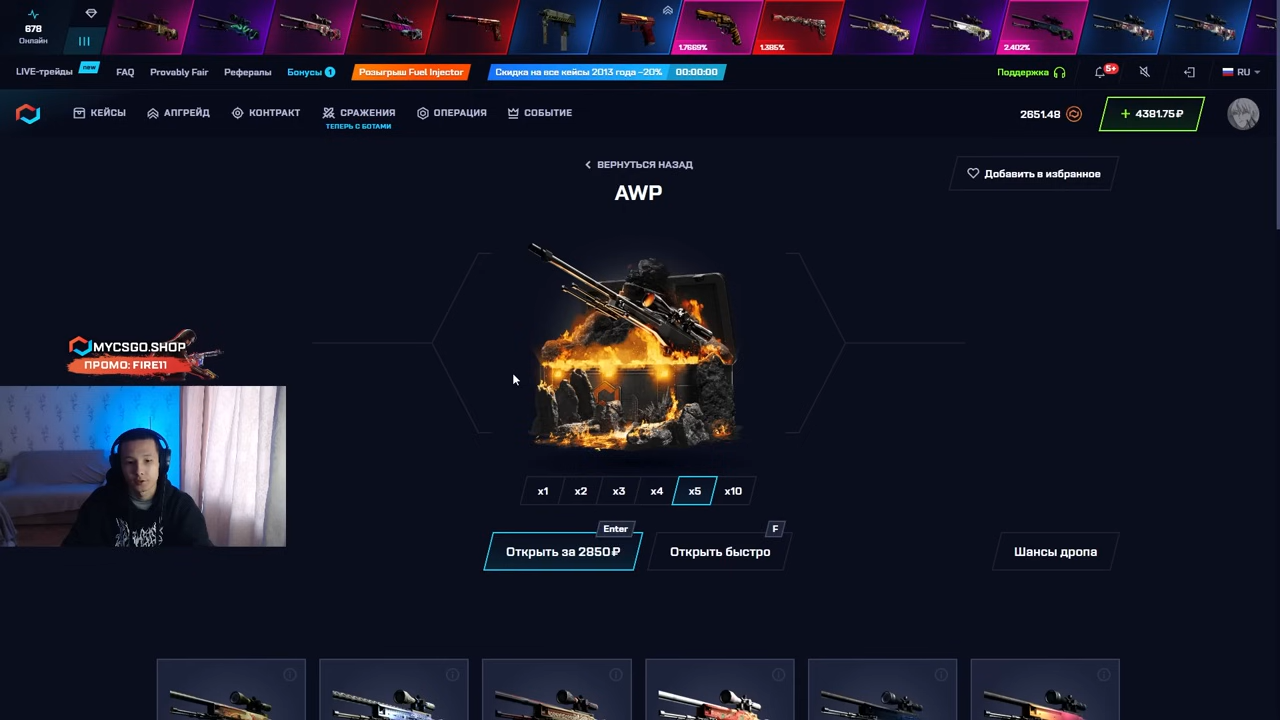 678
Онлайн
1.7669%
1.385%
2.402%
LIVE-трейды
new
FAQ
Provably Fair
Рефералы
Бонусы 1
Розыгрыш Fuel Injector
Скидка на все кейсы 2013 года –20%
00:00:00
Поддержка
5+
RU
КЕЙСЫ
АПГРЕЙД
КОНТРАКТ
СРАЖЕНИЯ
ТЕПЕРЬ С БОТАМИ
ОПЕРАЦИЯ
СОБЫТИЕ
2651.48
+ 4381.75 ₽
ВЕРНУТЬСЯ НАЗАД
AWP
Добавить в избранное
MYCSGO.SHOP
ПРОМО: FIRE11
x1
x2
x3
x4
x5
x10
Enter
F
Открыть за 2850 ₽
Открыть быстро
Шансы дропа